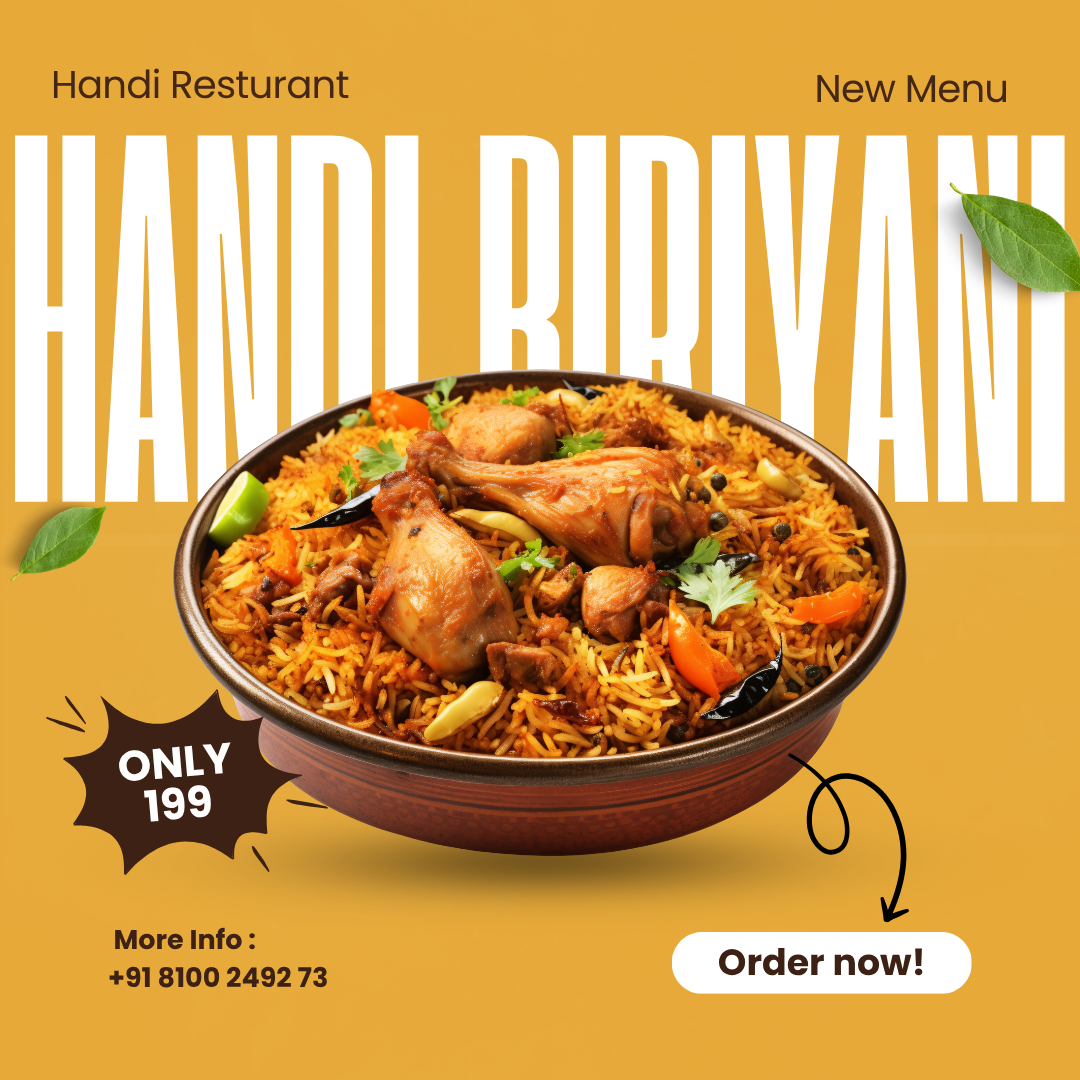 Handi Resturant
New Menu
HANDI BIRIYANI
ONLY
199
More Info :
+91 8100 2492 73
Order now!